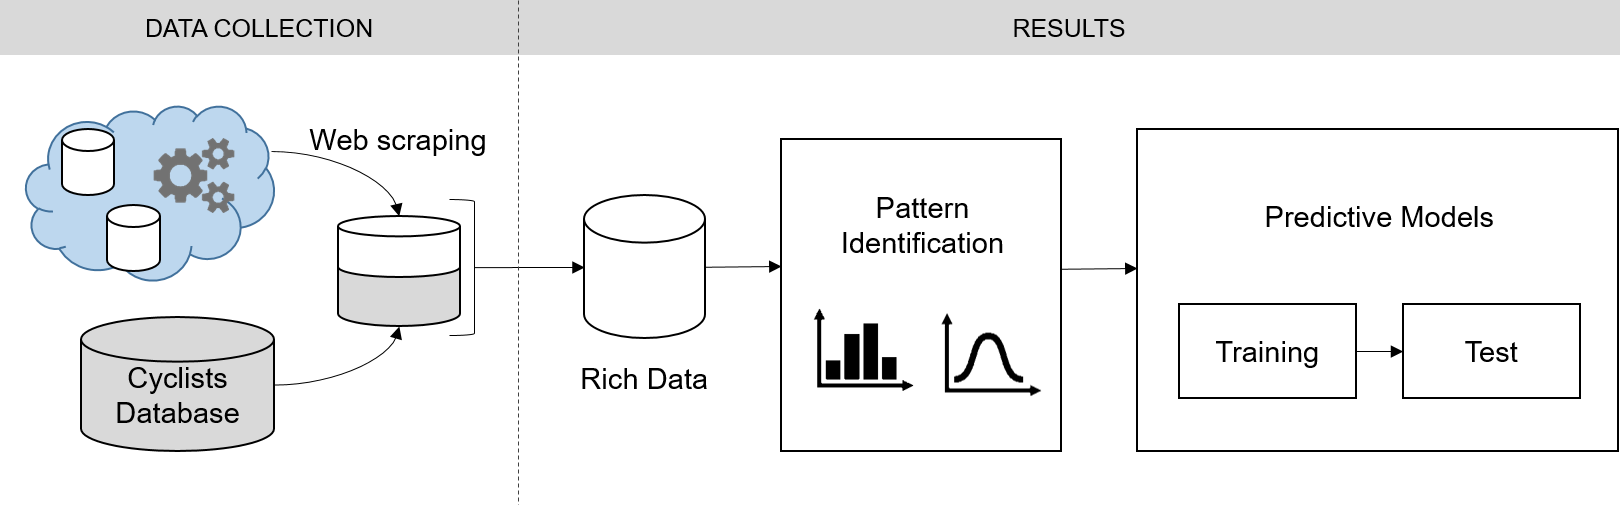 DATA COLLECTION
RESULTS
Web scraping
Cyclists
Database
Rich Data
Pattern
Identification
Predictive Models
Training
Test